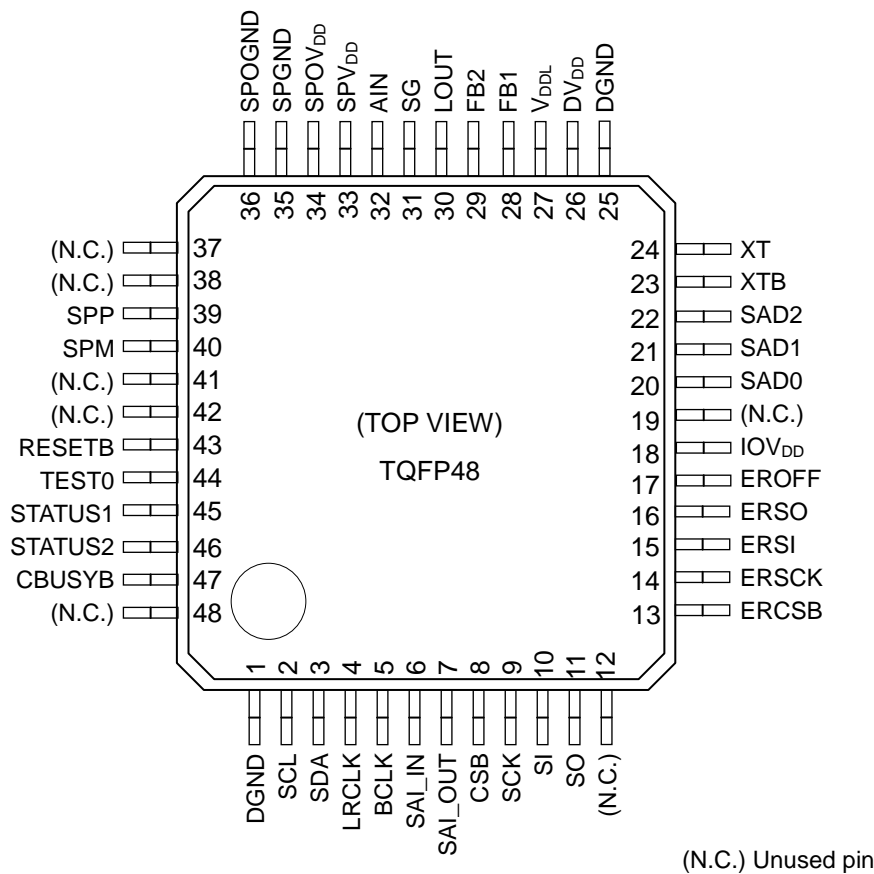 SPOGND
SPGND
SPOVDD
SPVDD
AIN
SG
LOUT
FB2
FB1
VDDL
DVDD
DGND
36
35
34
33
32
31
30
29
28
27
26
25
(N.C.) 37
(N.C.) 38
SPP 39
SPM 40
(N.C.) 41
(N.C.) 42
RESETB 43
TEST0 44
STATUS1 45
STATUS2 46
CBUSYB 47
(N.C.) 48
(TOP VIEW)
TQFP48
24 XT
23 XTB
22 SAD2
21 SAD1
20 SAD0
19 (N.C.)
18 IOVDD
17 EROFF
16 ERSO
15 ERSI
14 ERSCK
13 ERCSB
1
2
3
4
5
6
7
8
9
10
11
12
DGND
SCL
SDA
LRCLK
BCLK
SAI_IN
SAI_OUT
CSB
SCK
SI
SO
(N.C.)
(N.C.) Unused pin